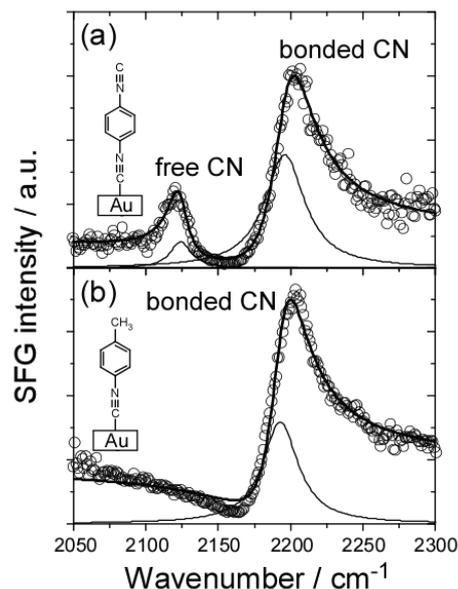 (a)
bonded CN
C
≡
N
free CN
N
≡
C
Au
(b)
bonded CN
CH3
N
≡
C
Au
SFG intensity / a.u.
2050 2100 2150 2200 2250 2300
Wavenumber / cm-1